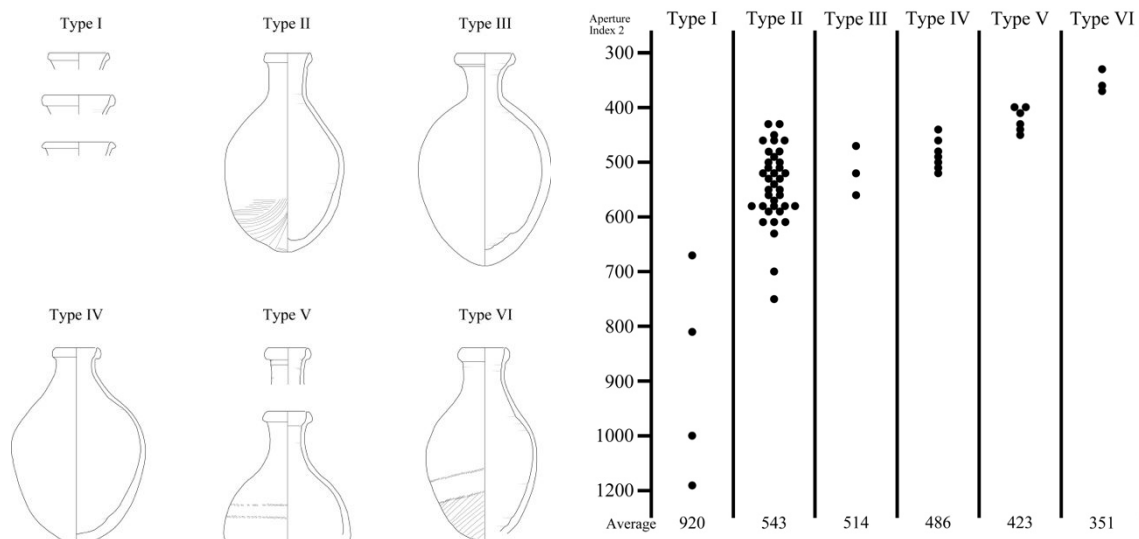 Type I Type II Type III
Type IV Type V Type VI
Aperture
Index 2
Type I Type II Type III Type IV Type V Type VI
300
400
500
600
700
800
900
1000
1100
1200
Average 920 543 514 486 423 351